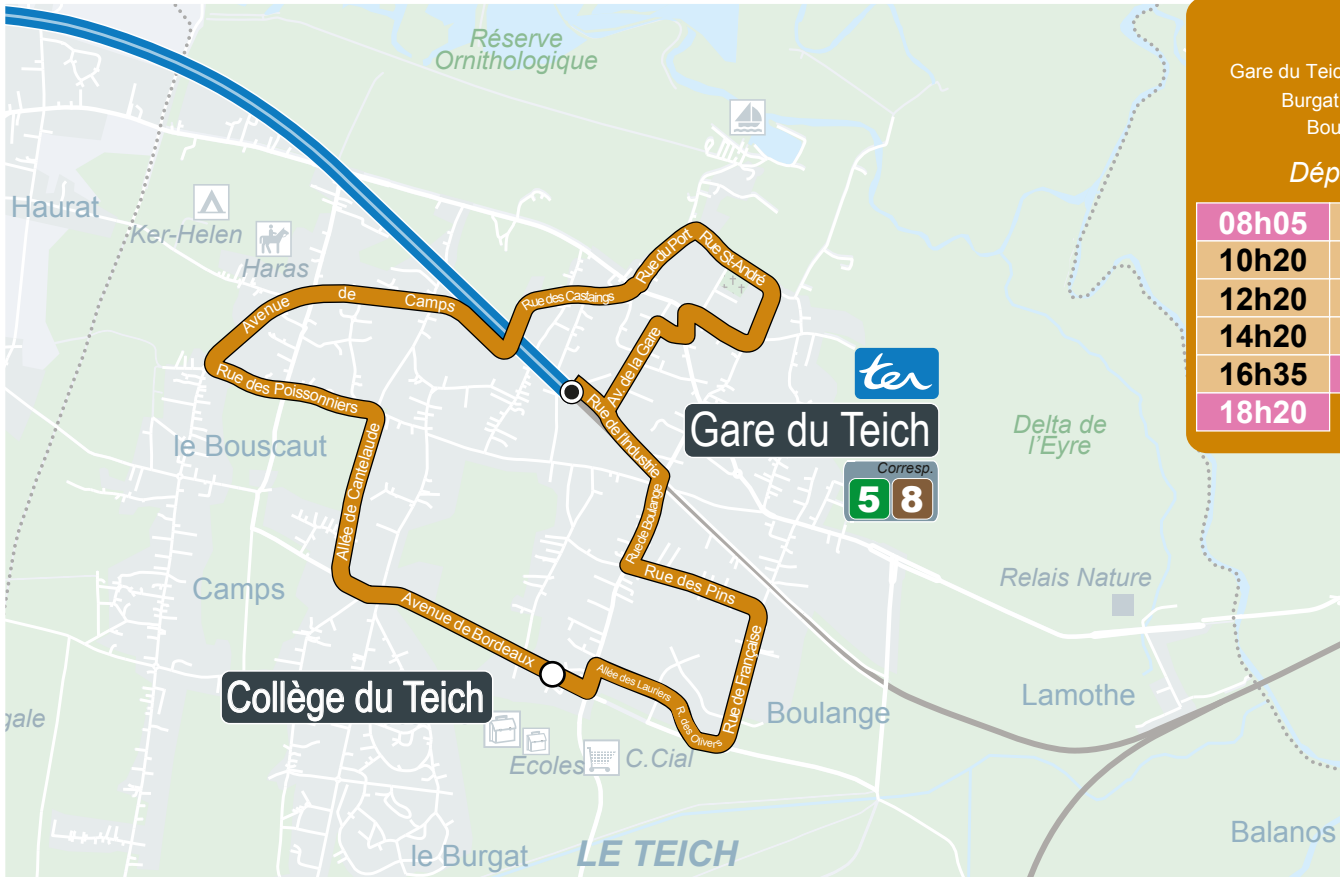 Réserve
Ornithologique
Gare du Teic
Burgat
Bou
Dép
08h05
10h20
12h20
14h20
16h35
18h20
Haurat
Ker-Helen
Haras
Avenue de Camps
Rue des Castaings
Rue du Port
Rue St-André
Av. de la Gare
Rue de l'Industrie
ter
Gare du Teich
Corresp.
5 8
Delta de
l'Eyre
Rue des Poissonniers
le Bouscaut
Allée de Cantelaude
Rue de Boulange
Rue des Pins
Relais Nature
Camps
Avenue de Bordeaux
Collège du Teich
Allée des Lauriers
R. des Oliviers
Rue de Française
Boulange
Lamothe
gale
Ecoles
C.Cial
le Burgat
LE TEICH
Balanos